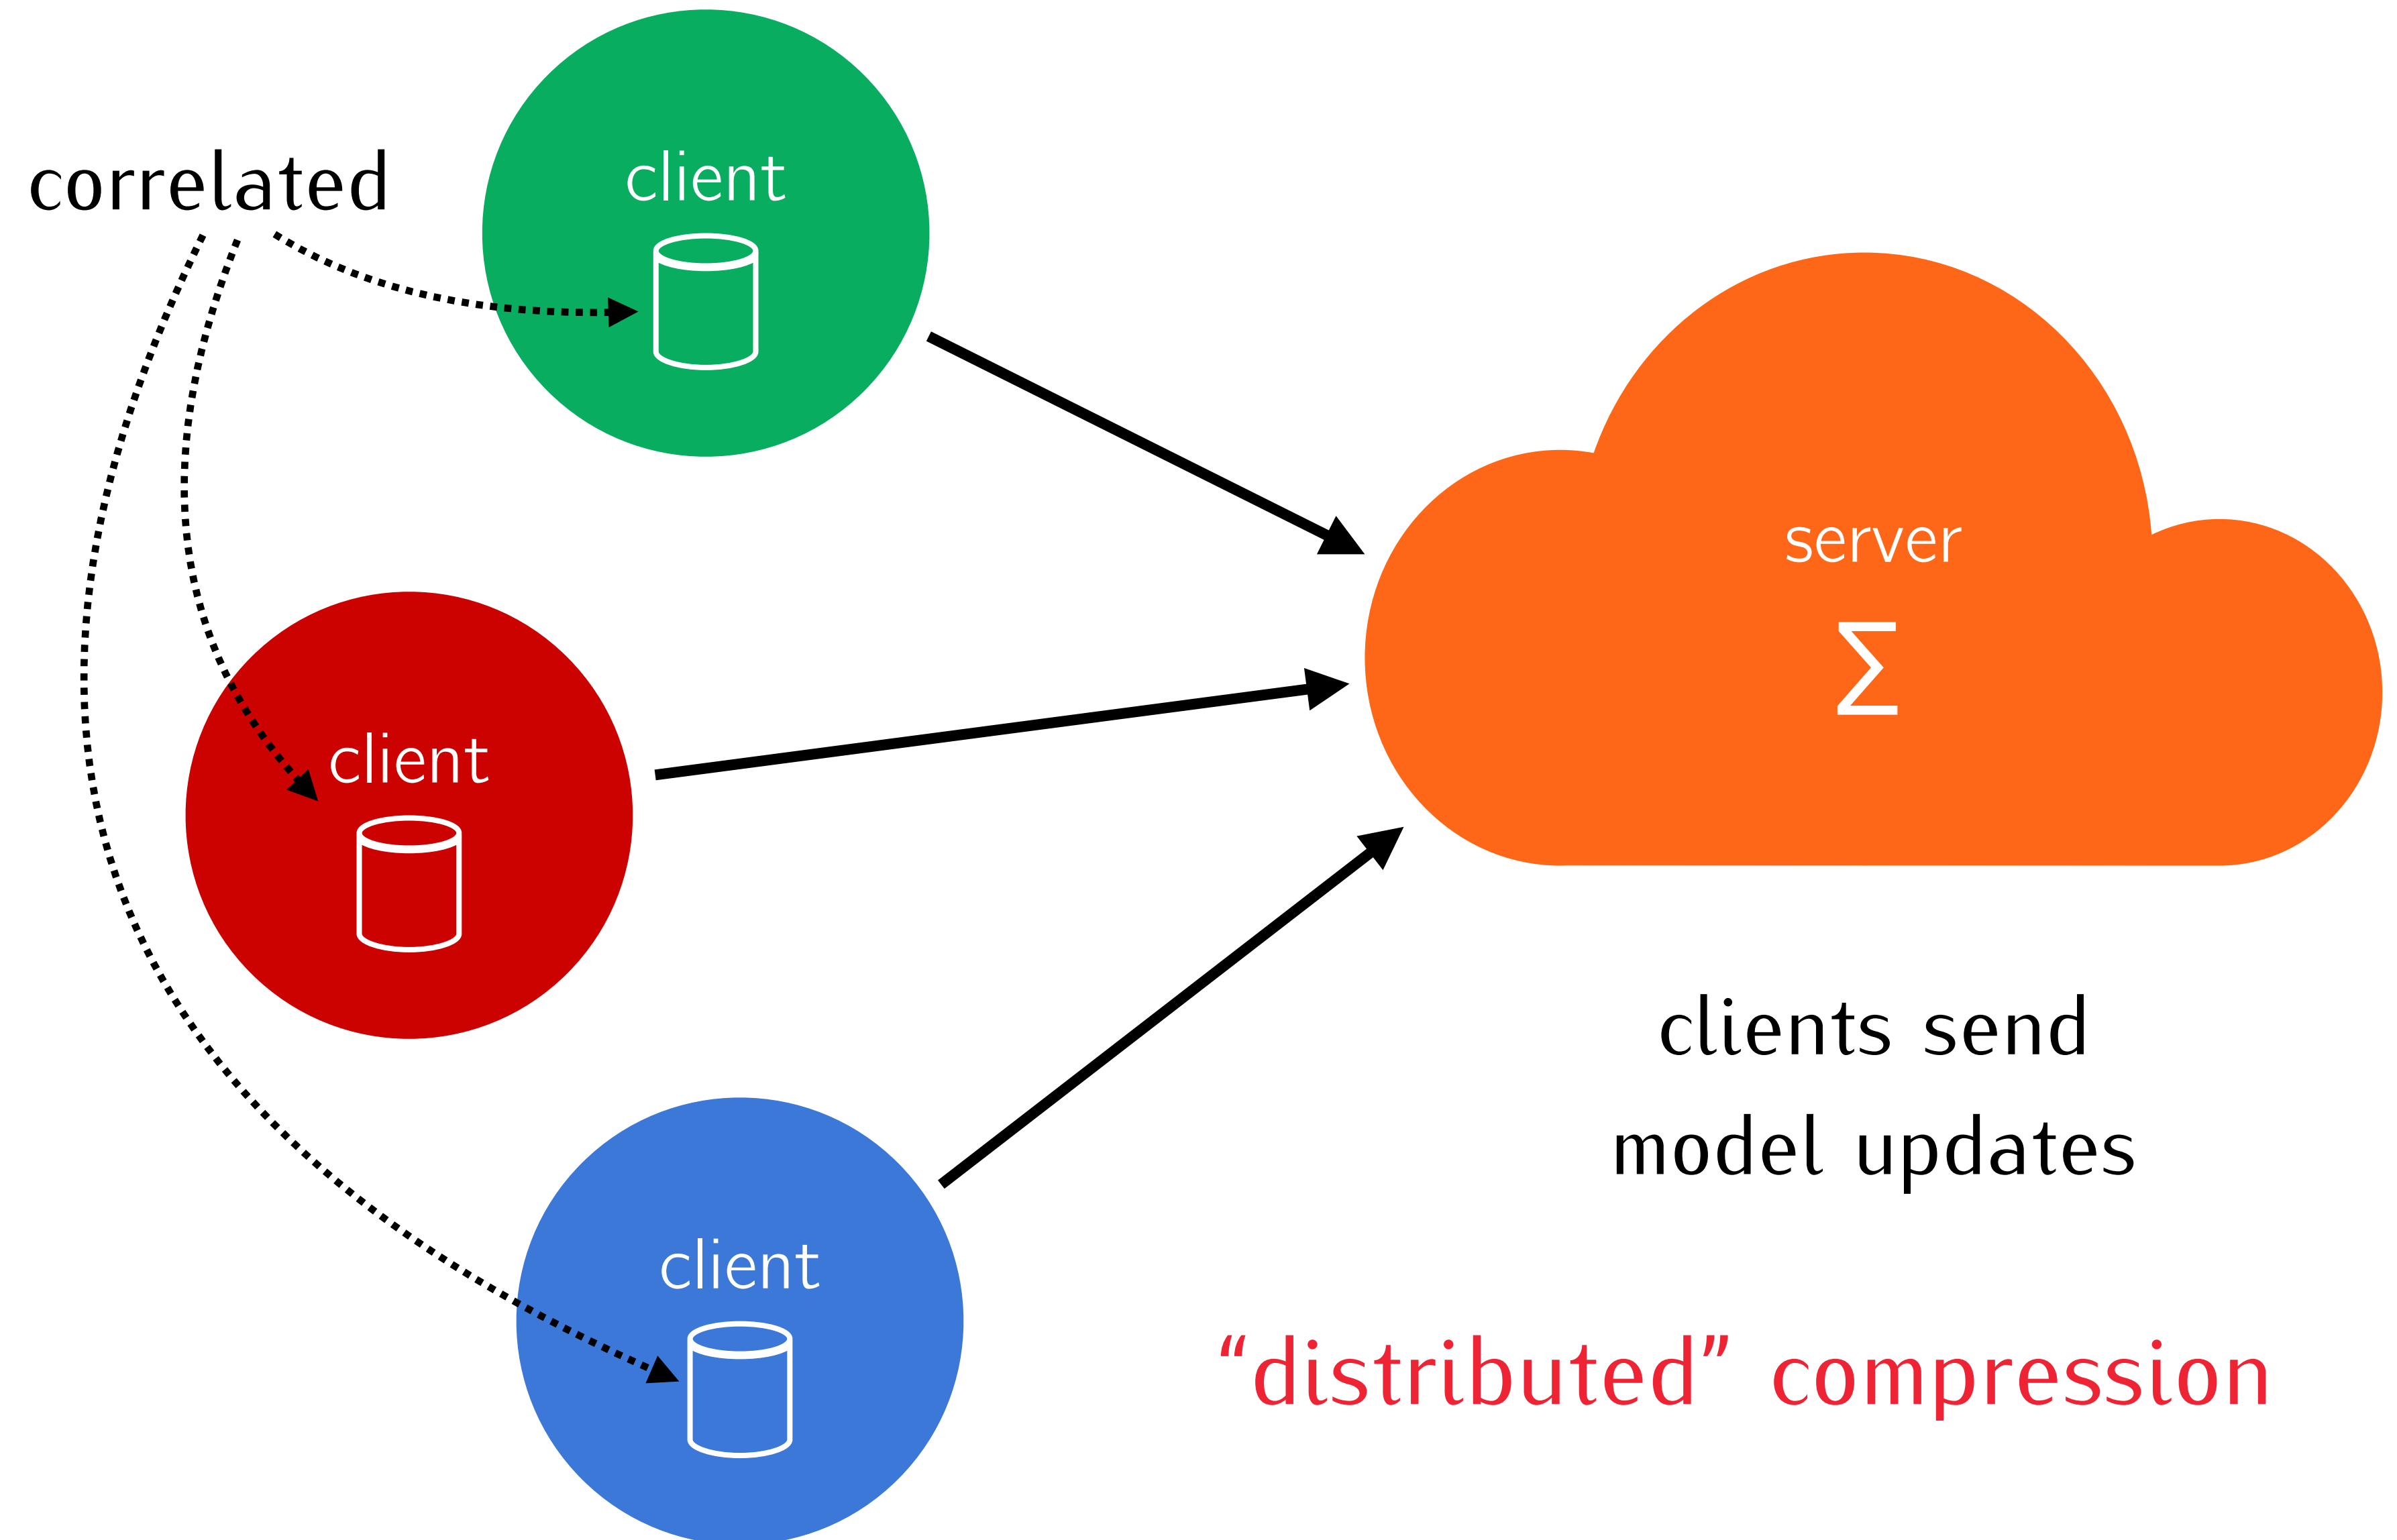 correlated
client
client
client
server
Σ
clients send
model updates
“distributed” compression